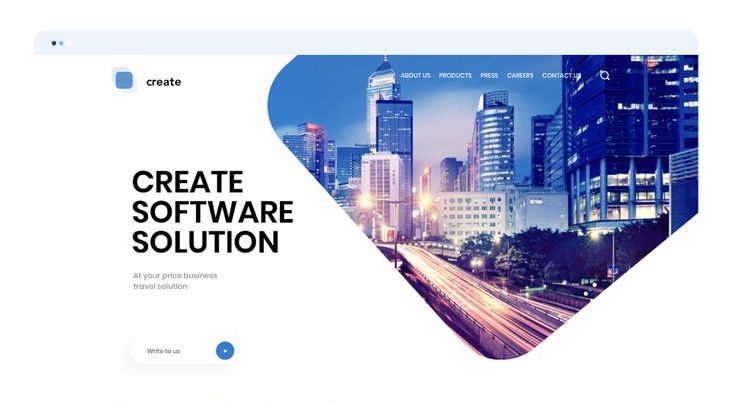 create
ABOUT US PRODUCTS PRESS CAREERS CONTACT US
CREATE
SOFTWARE
SOLUTION
At your price business
travel solution
Write to us